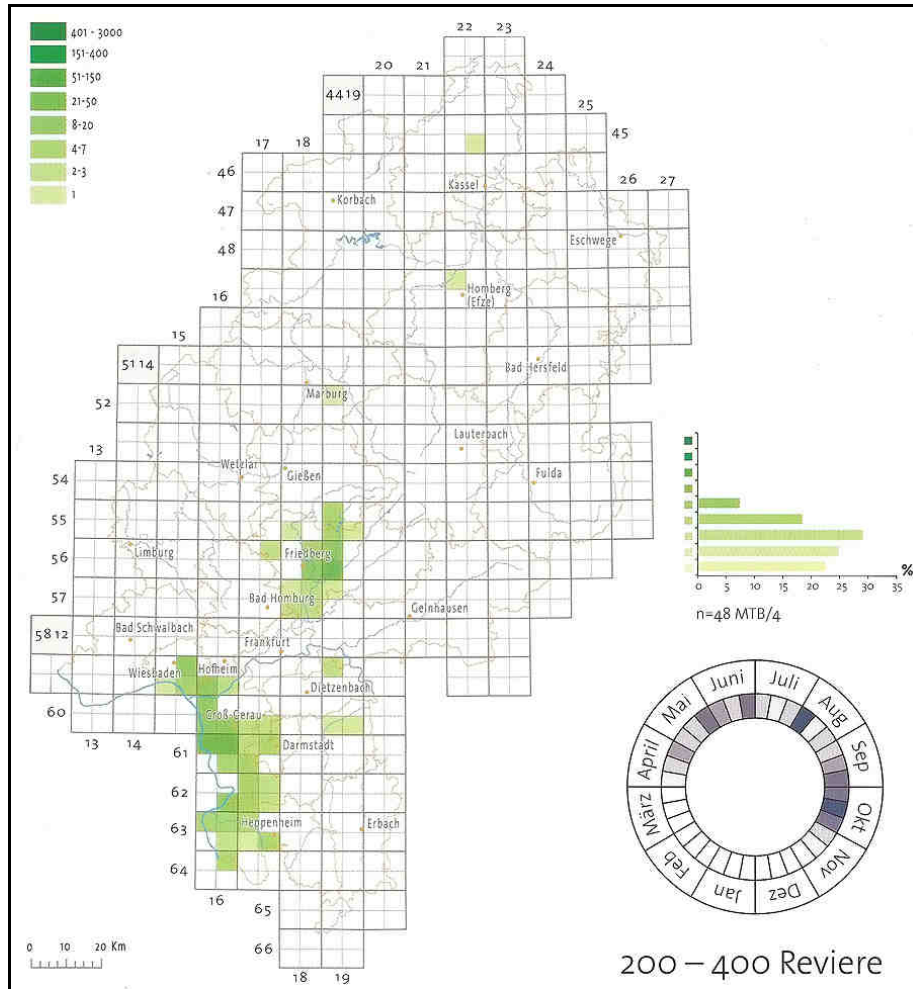 401 - 3000
151-400
51-150
21-50
8-20
4-7
2-3
1
22 23
20 21 24
4419 25
45
17 18
46 26 27
Kassel
Korbach
47
Eschwege
48
Homberg
(Efze)
16
15
5114 Bad Hersfeld
Marburg
52
Lauterbach
13
Wetzlar Gießen Fulda
54
55
Friedberg
Limburg
56
%
0 5 10 15 20 25 30 35
n=48 MTB/4
Bad Homburg
57 Gelnhausen
Bad Schwalbach
5812 Frankfurt
Wiesbaden Hofheim
Dietzenbach
60 Groß-Gerau
13 14 16 Darmstadt
61
62
Heppenheim Erbach
63
64
16
65
66
18 19
0 10 20 Km
Juni Juli
Mai Aug
April Sep
März Okt
Feb Nov
Jan Dez
200 – 400 Reviere